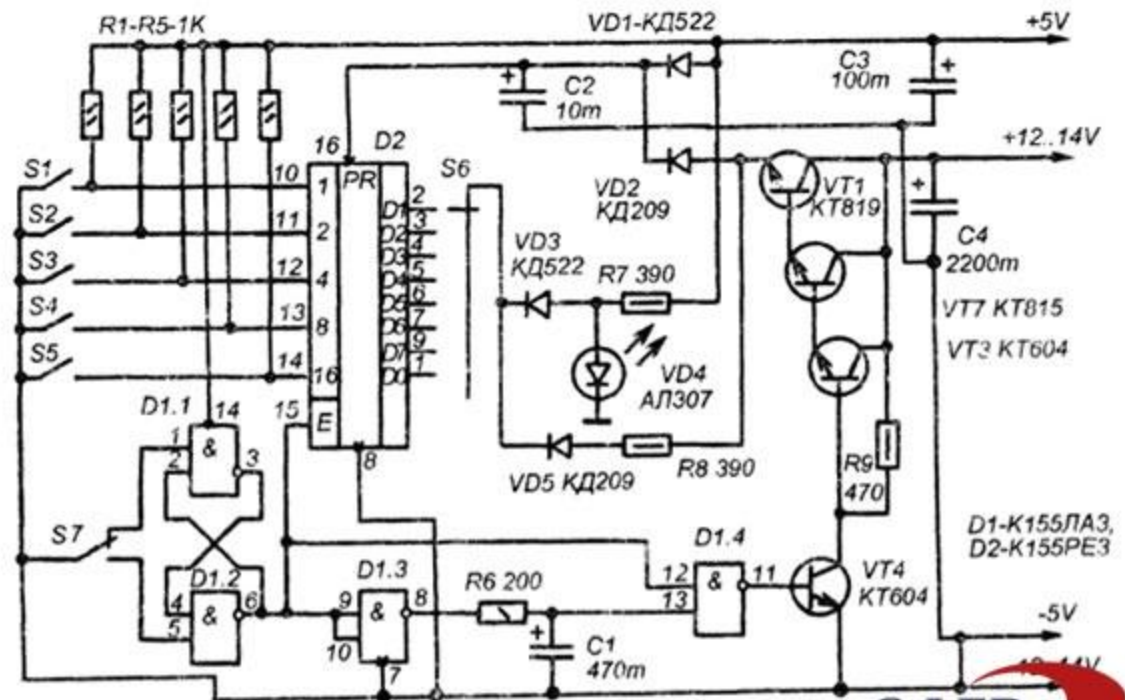 R1-R5-1K
VD1-КД522
+5V
C3
100m
+
+
C2
10m
16
D2
S6
+12..14V
S1
10
1
PR
D1
2
VD2
КД209
VT1
КТ819
+
S2
11
2
D2
3
VD3
КД522
C4
2200m
S3
12
4
D3
4
D4
5
R7 390
S4
13
8
D5
6
D6
7
VT7 КТ815
S5
14
16
D7
9
D0
1
VD4
АЛ307
VT3 КТ604
D1.1
14
15
E
8
1
2
&
3
VD5 КД209
R8 390
R9
470
S7
D1-К155ЛА3,
D2-К155РЕ3
D1.2
D1.3
R6 200
D1.4
4
5
&
6
9
10
&
8
7
12
13
&
11
VT4
КТ604
+
C1
470m
-5V